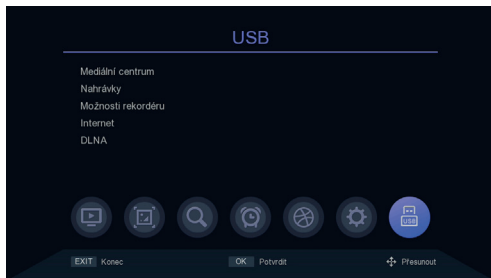 USB
Mediální centrum
Nahrávky
Možnosti rekordéru
Internet
DLNA
USB
EXIT Konec OK Potvrdit Přesunout